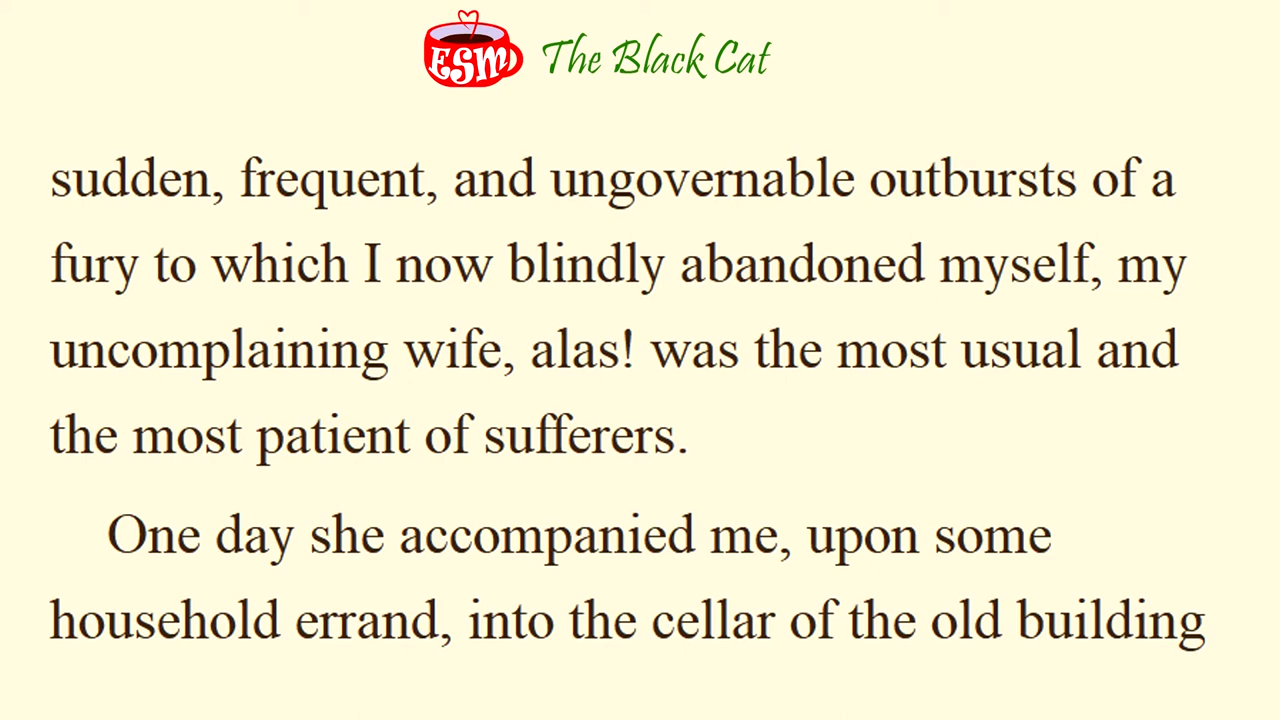 ESM The Black Cat
sudden, frequent, and ungovernable outbursts of a
fury to which I now blindly abandoned myself, my
uncomplaining wife, alas! was the most usual and
the most patient of sufferers.
One day she accompanied me, upon some
household errand, into the cellar of the old building